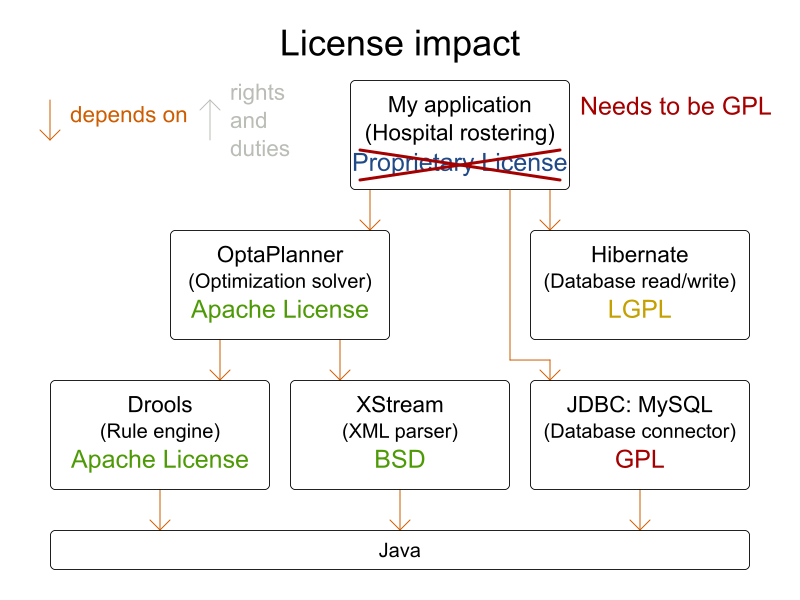 License impact
depends on
rights
and
duties
My application
(Hospital rostering)
Proprietary License
Needs to be GPL
OptaPlanner
(Optimization solver)
Apache License
Hibernate
(Database read/write)
LGPL
Drools
(Rule engine)
Apache License
XStream
(XML parser)
BSD
JDBC: MySQL
(Database connector)
GPL
Java